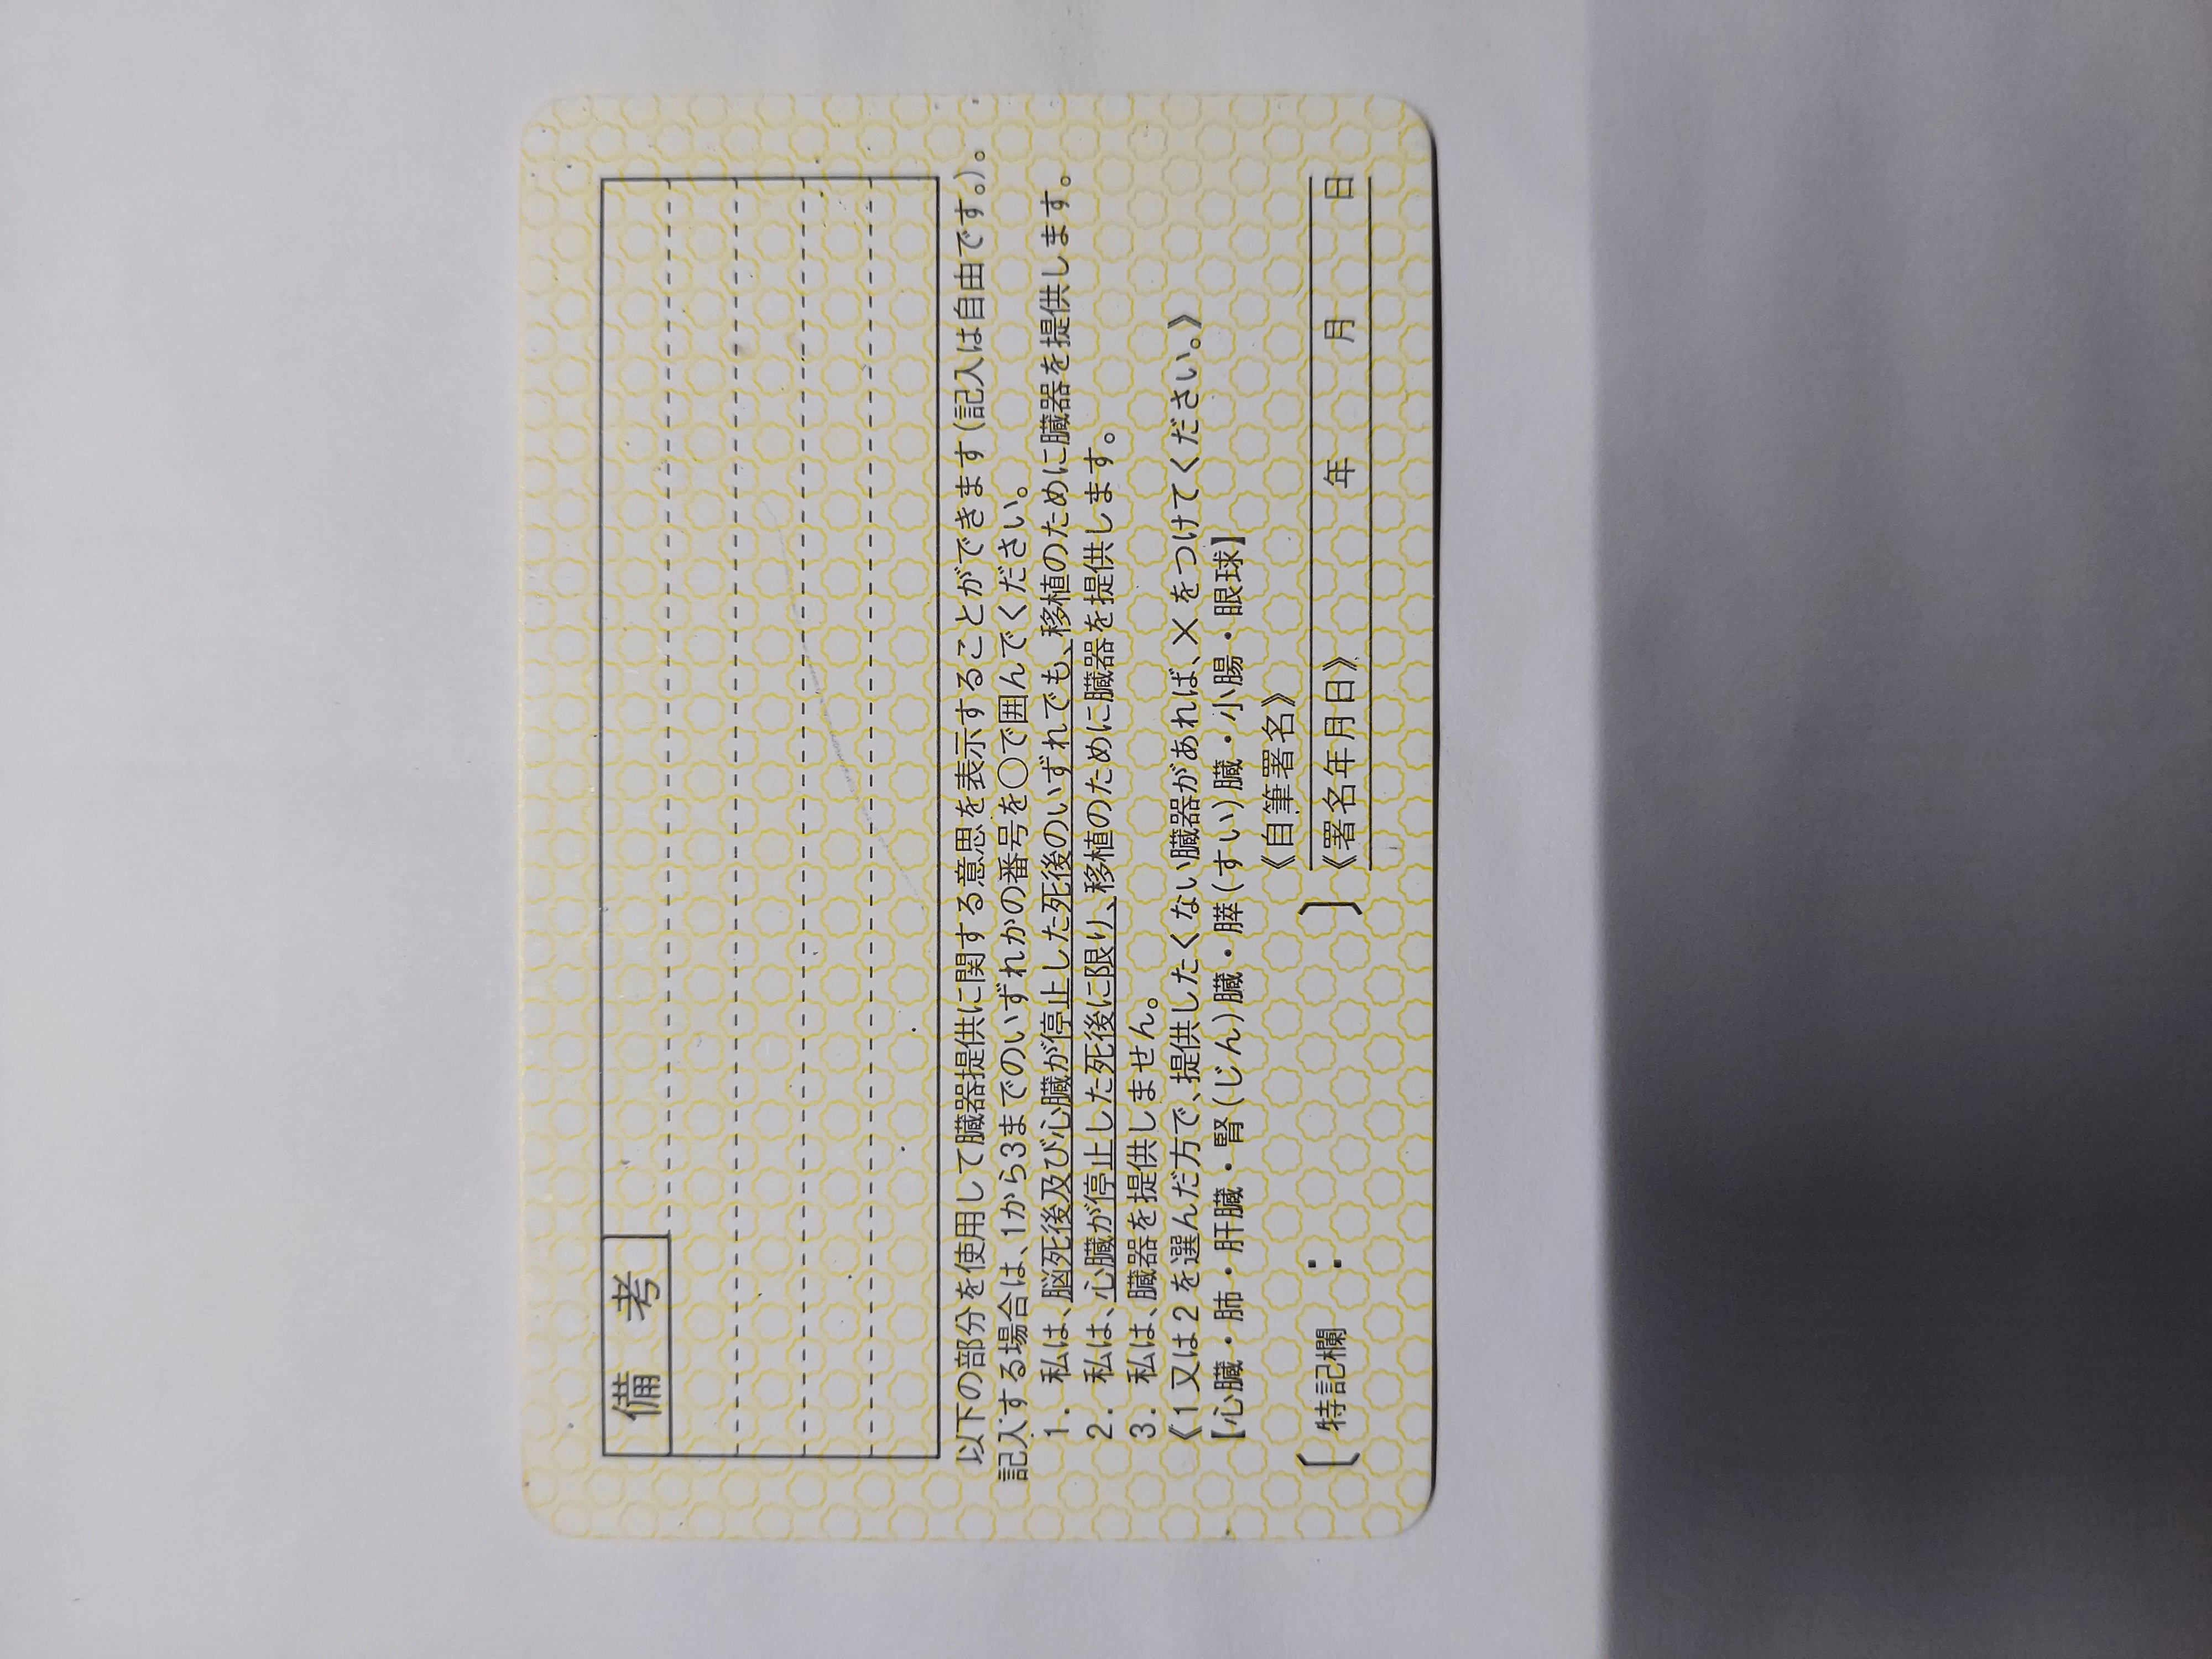 備 考
以下の部分を使用して臓器提供に関する意思を表示することができます(記入は自由です。)。
記入する場合は、1から3までのいずれかの番号を○で囲んでください。
1. 私は、脳死後及び心臓が停止した死後のいずれでも、移植のために臓器を提供します。
2. 私は、心臓が停止した死後に限り、移植のために臓器を提供します。
3. 私は、臓器を提供しません。
《1又は2を選んだ方で、提供したくない臓器があれば、×をつけてください。》
【心臓・肺・肝臓・腎(じん)臓・膵(すい)臓・小腸・眼球】
《自筆署名》
〔特記欄: 〕
《署名年月日》 年 月 日